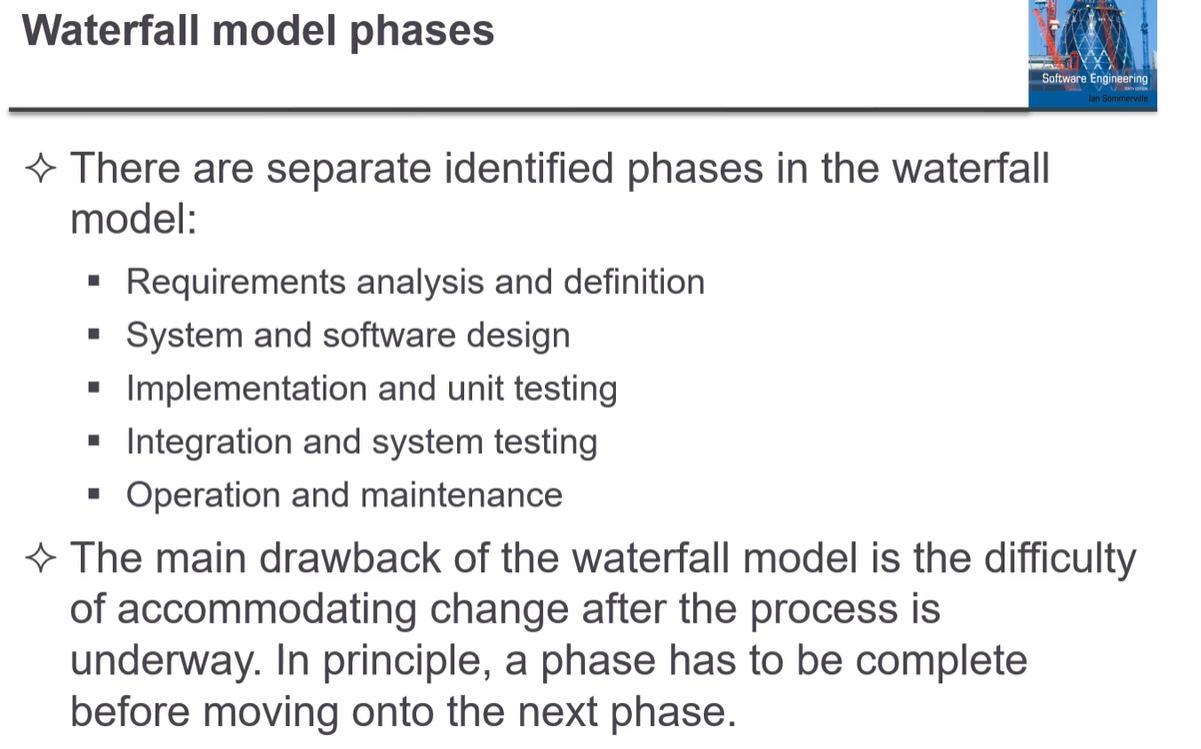 Waterfall model phases
Software Engineering
Ian Sommerville
There are separate identified phases in the waterfall
model:
Requirements analysis and definition
System and software design
Implementation and unit testing
Integration and system testing
Operation and maintenance
The main drawback of the waterfall model is the difficulty
of accommodating change after the process is
underway. In principle, a phase has to be complete
before moving onto the next phase.